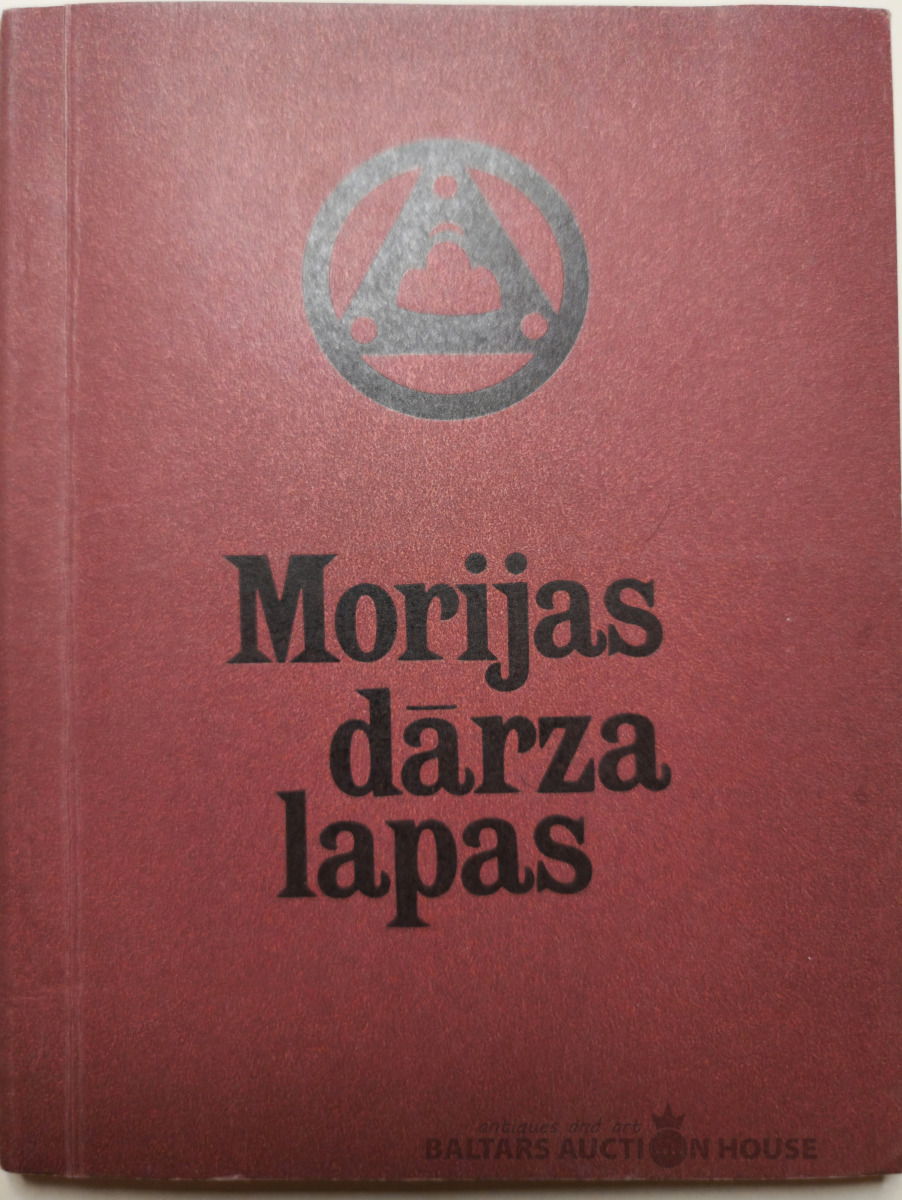 Morijas
dārza
lapas
antiques and art
BALTARS AUCTION HOUSE